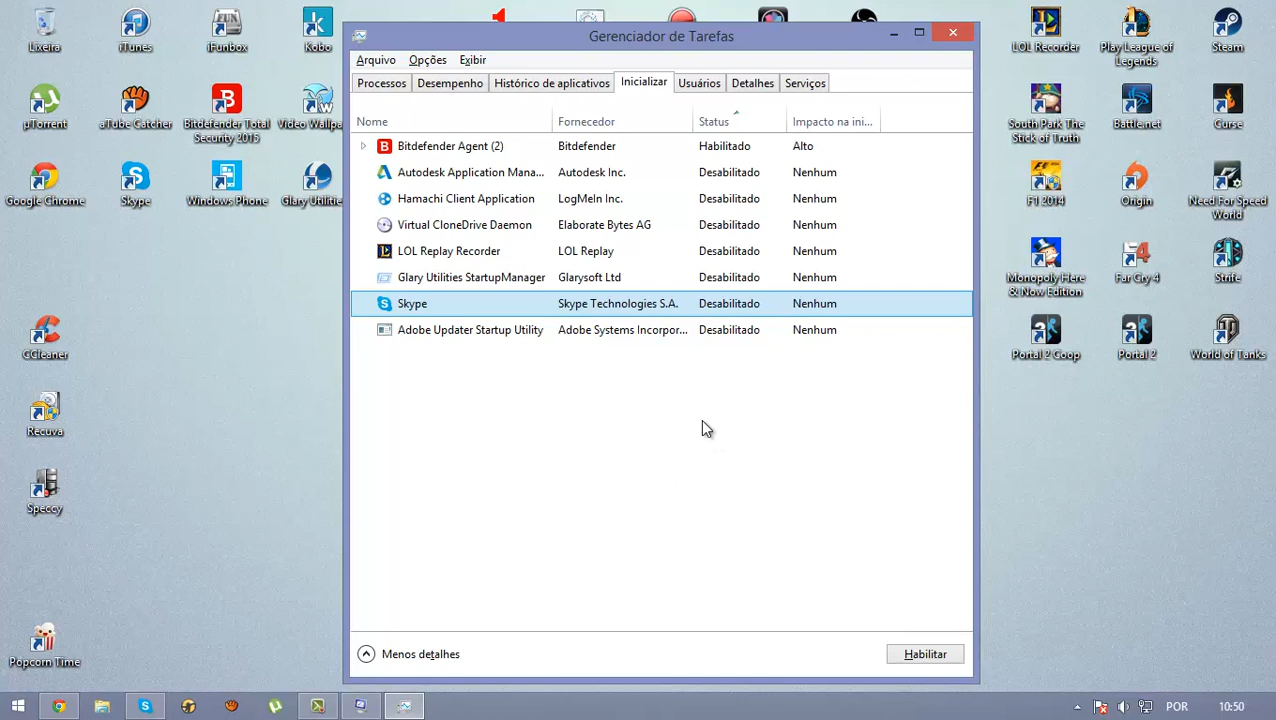 Lixeira
iTunes
iFunbox
Kobo
µTorrent
aTube Catcher
Bitdefender Total
Security 2015
Video Wallpa
Google Chrome
Skype
Windows Phone
Glary Utilitie
CCleaner
Recuva
Speccy
Popcorn Time
Gerenciador de Tarefas
Arquivo Opções Exibir
Processos Desempenho Histórico de aplicativos Inicializar Usuários Detalhes Serviços
Nome Fornecedor Status Impacto na ini...
Bitdefender Agent (2) Bitdefender Habilitado Alto
Autodesk Application Mana... Autodesk Inc. Desabilitado Nenhum
Hamachi Client Application LogMeIn Inc. Desabilitado Nenhum
Virtual CloneDrive Daemon Elaborate Bytes AG Desabilitado Nenhum
LOL Replay Recorder LOL Replay Desabilitado Nenhum
Glary Utilities StartupManager Glarysoft Ltd Desabilitado Nenhum
Skype Skype Technologies S.A. Desabilitado Nenhum
Adobe Updater Startup Utility Adobe Systems Incorpor... Desabilitado Nenhum
Menos detalhes
Habilitar
LOL Recorder
Play League of
Legends
Steam
South Park The
Stick of Truth
Battle.net
Curse
F1 2014
Origin
Need For Speed
World
Monopoly Here
& Now Edition
Far Cry 4
Strife
Portal 2 Coop
Portal 2
World of Tanks
POR
10:50